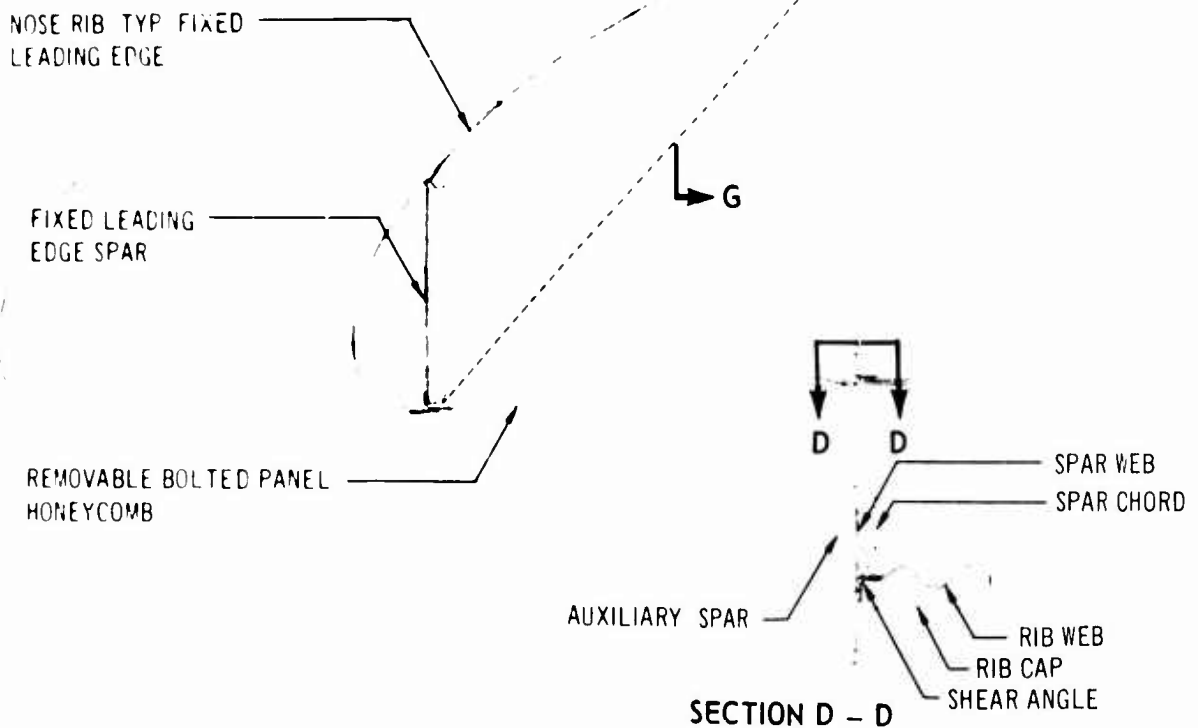 NOSE RIB TYP FIXED
LEADING EDGE
G
FIXED LEADING
EDGE SPAR
D D
REMOVABLE BOLTED PANEL
HONEYCOMB
SPAR WEB
SPAR CHORD
AUXILIARY SPAR
RIB WEB
RIB CAP
SHEAR ANGLE
SECTION D – D